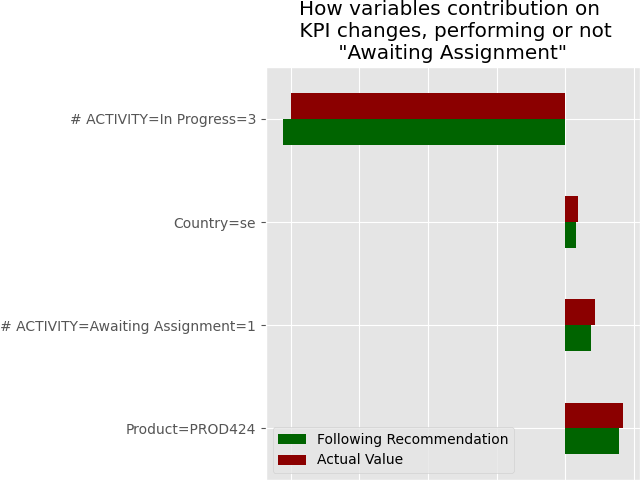 How variables contribution on
KPI changes, performing or not
"Awaiting Assignment"
# ACTIVITY=In Progress=3
Country=se
# ACTIVITY=Awaiting Assignment=1
Product=PROD424
Following Recommendation
Actual Value